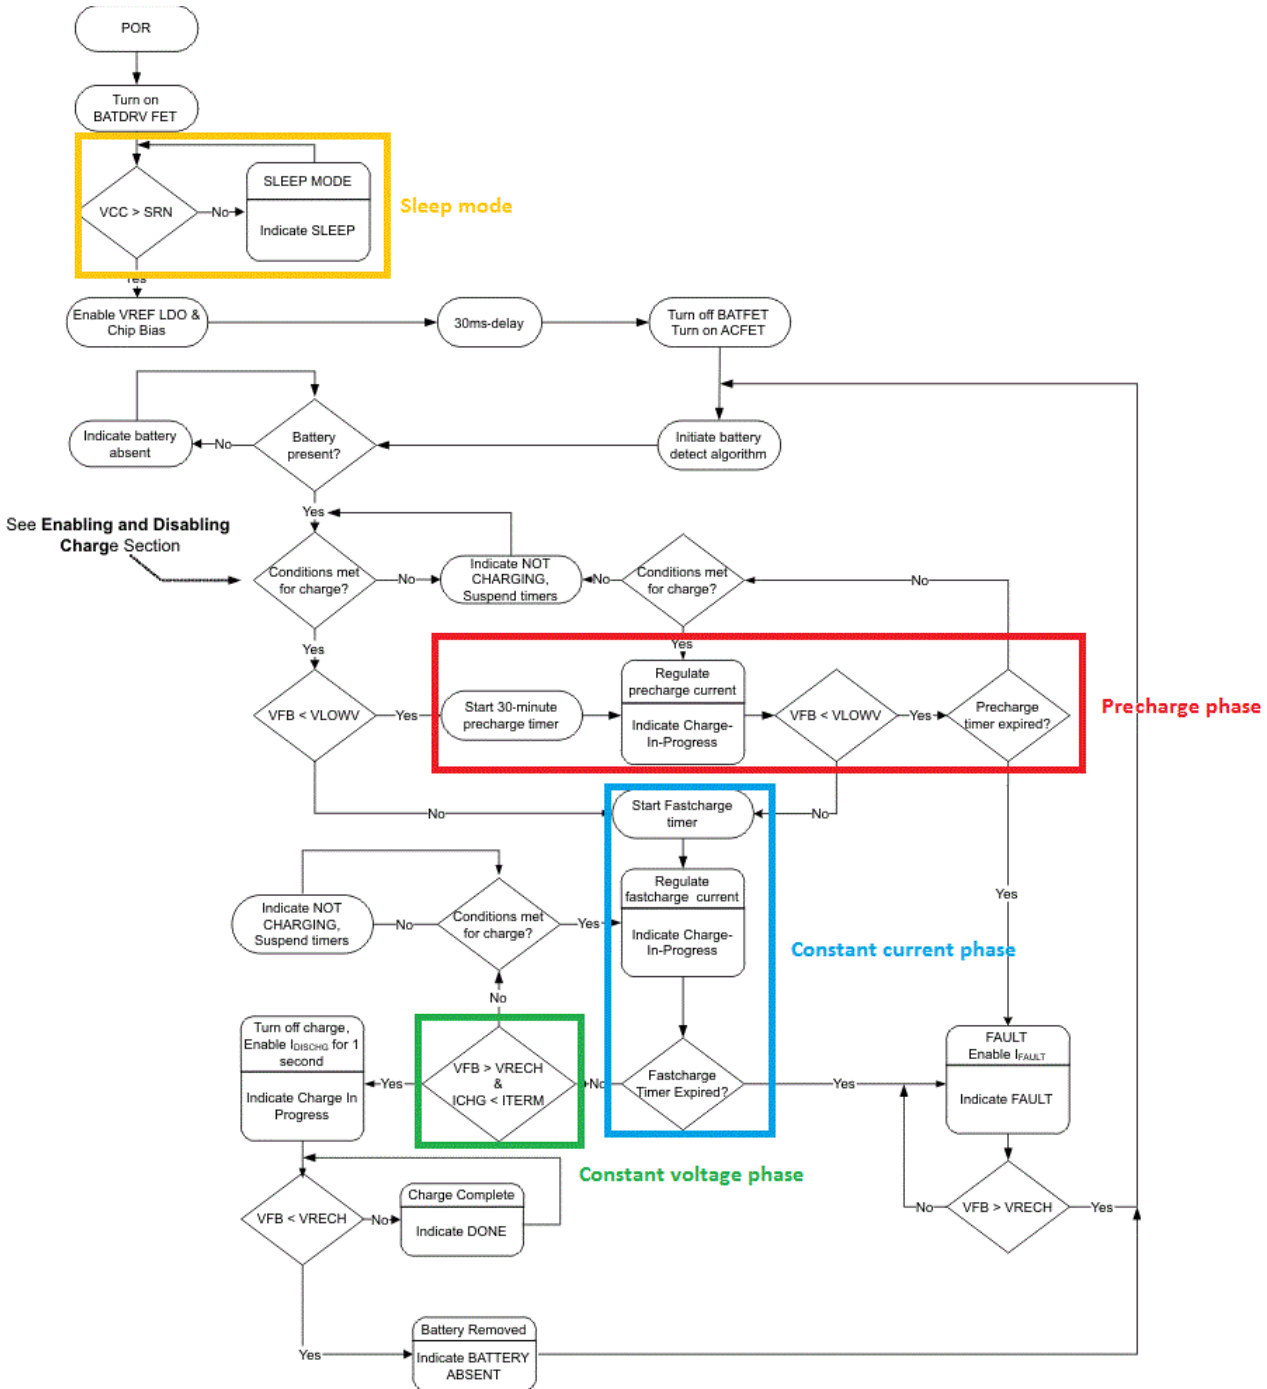 POR
Turn on
BATDRV FET
VCC > SRN
No
SLEEP MODE
Indicate SLEEP
Sleep mode
Yes
Enable VREF LDO &
Chip Bias
30ms-delay
Turn off BATFET
Turn on ACFET
Indicate battery
absent
No
Battery
present?
Initiate battery
detect algorithm
Yes
See Enabling and Disabling
Charge Section
Conditions met
for charge?
No
Indicate NOT
CHARGING,
Suspend timers
No
Conditions met
for charge?
No
Yes
Yes
VFB < VLOWV
Yes
Start 30-minute
precharge timer
Regulate
precharge current
Indicate Charge-
In-Progress
VFB < VLOWV
Yes
Precharge
timer expired?
Precharge phase
No
Start Fastcharge
timer
No
Yes
Indicate NOT
CHARGING,
Suspend timers
No
Conditions met
for charge?
Yes
Regulate
fastcharge current
Indicate Charge-
In-Progress
Constant current phase
No
Turn off charge,
Enable IDISCHG for 1
second
Indicate Charge In
Progress
Yes
VFB > VRECH
&
ICHG < ITERM
No
Fastcharge
Timer Expired?
Yes
FAULT
Enable IFAULT
Indicate FAULT
Constant voltage phase
VFB < VRECH
No
Charge Complete
Indicate DONE
No
VFB > VRECH
Yes
Yes
Battery Removed
Indicate BATTERY
ABSENT